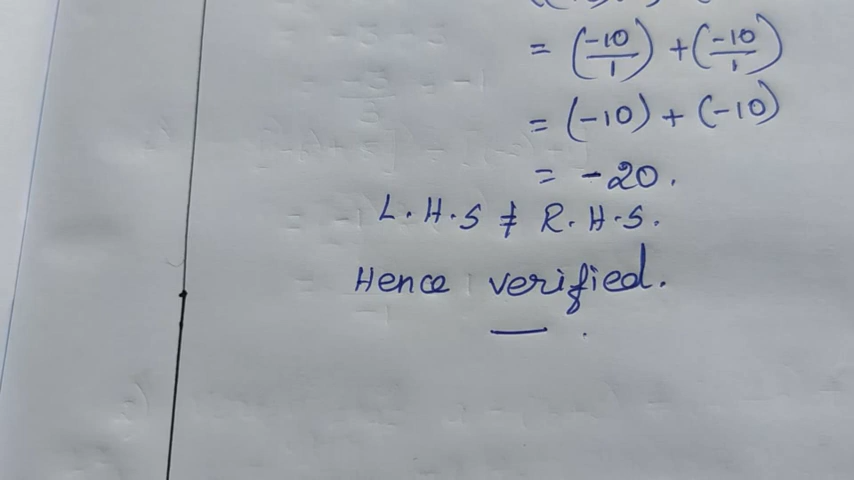 = (-10/1) + (-10/1)
= (-10) + (-10)
= -20.
L.H.S ≠ R.H.S.
Hence verified.